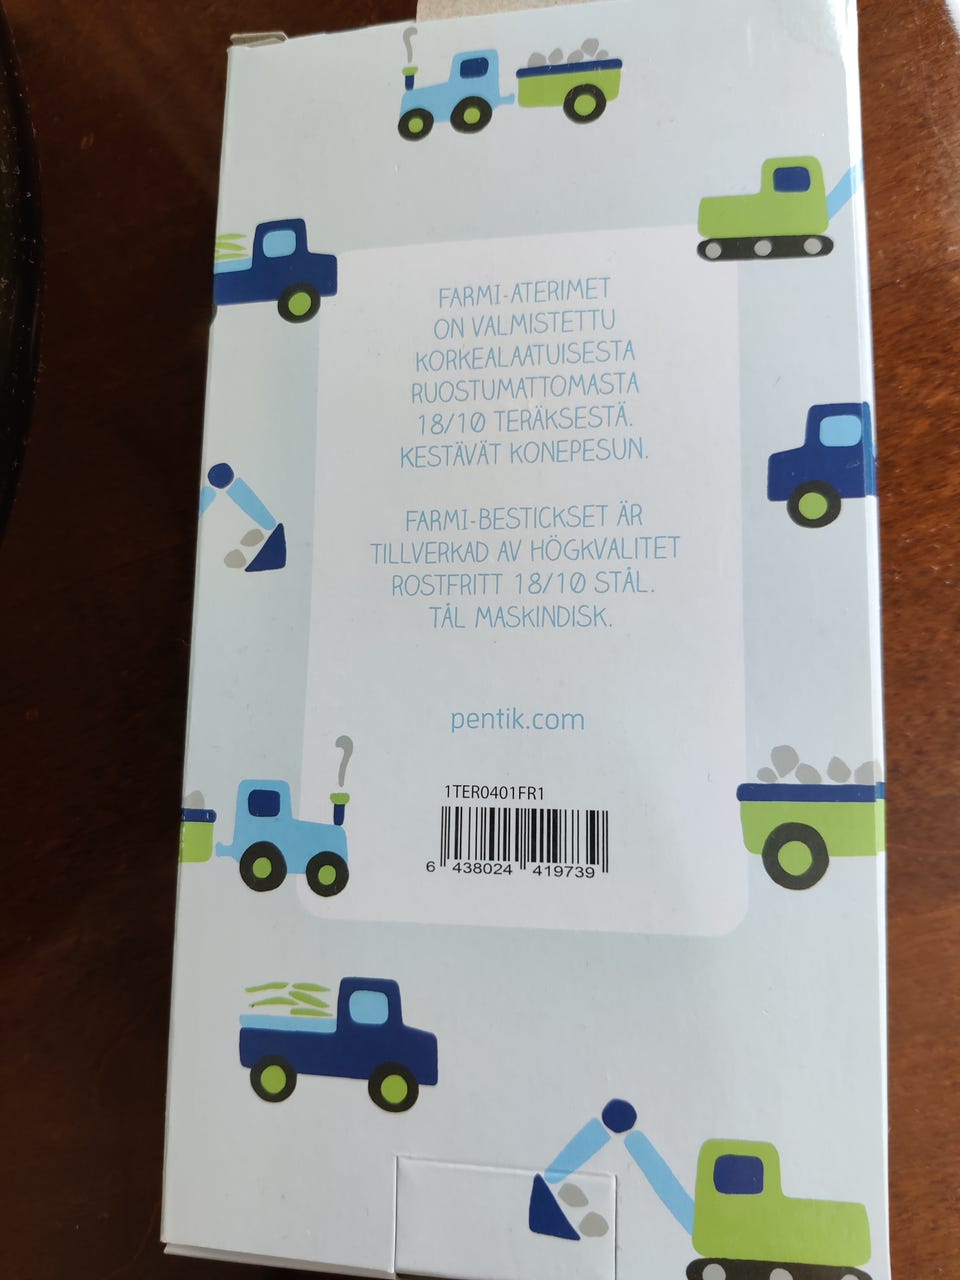 FARMI-ATERIMET
ON VALMISTETTU
KORKEALAATUISESTA
RUOSTUMATTOMASTA
18/10 TERÄKSESTÄ.
KESTÄVÄT KONEPESUN.
FARMI-BESTICKSET ÄR
TILLVERKAD AV HÖGKVALITET
ROSTFRITT 18/10 STÅL.
TÅL MASKINDISK.
pentik.com
1TER0401FR1
6 438024 419739